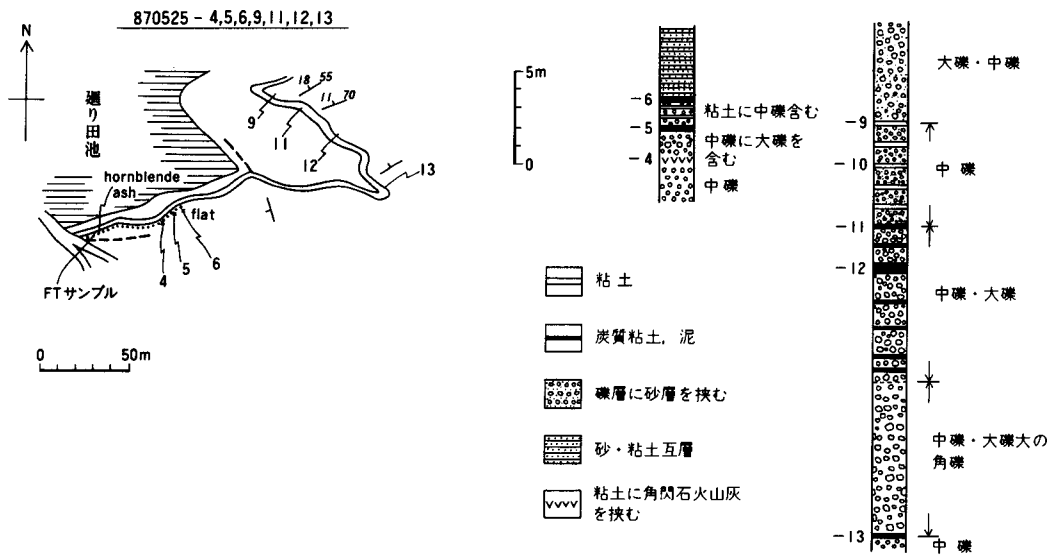 870525 - 4,5,6,9,11,12,13
N
廻り田池
hornblende
ash
flat
FTサンプル
4
5
6
9
11
12
13
18 55
11 70
0 50m
5m
0
-6
-5
-4
粘土に中礫含む
中礫に大礫を
含む
中礫
粘土
炭質粘土，泥
礫層に砂層を挟む
砂・粘土互層
粘土に角閃石火山灰
を挟む
-9
-10
-11
-12
-13
大礫・中礫
中礫
中礫・大礫
中礫・大礫大の
角礫
中礫